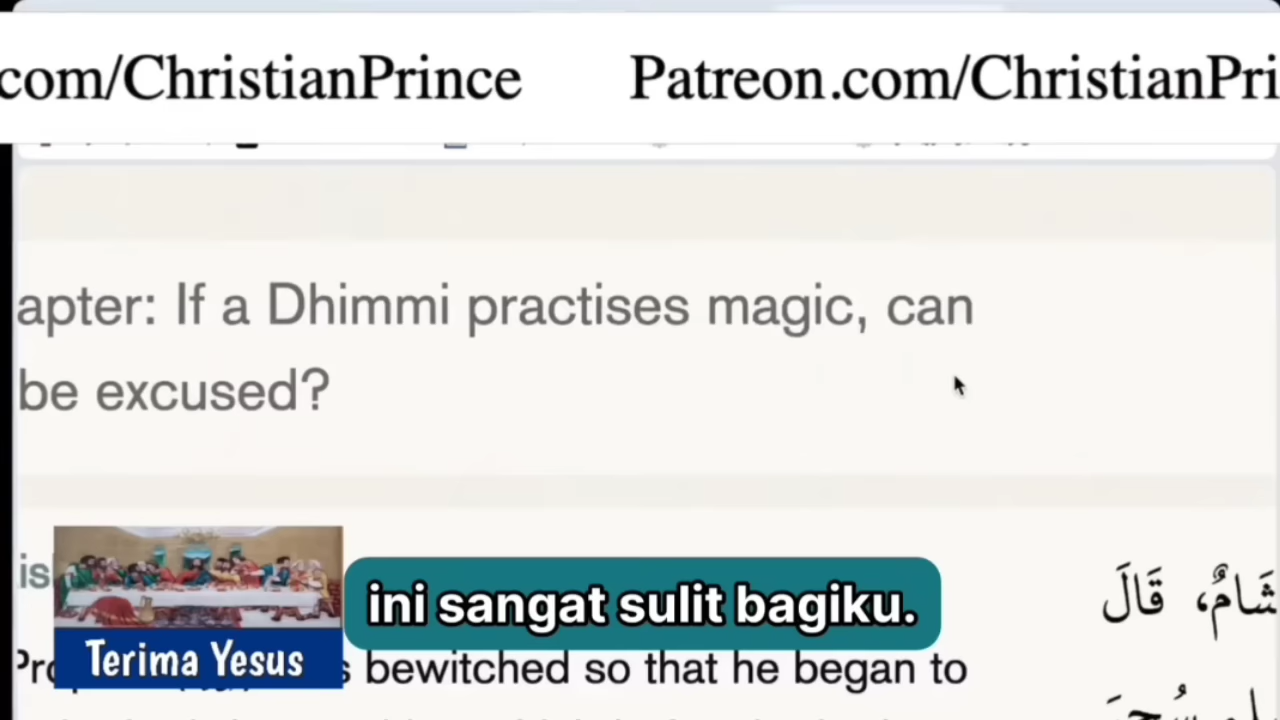 com/ChristianPrince Patreon.com/ChristianPri
apter: If a Dhimmi practises magic, can
be excused?
ini sangat sulit bagiku.
شَامٌ، قَالَ
Terima Yesus
bewitched so that he began to